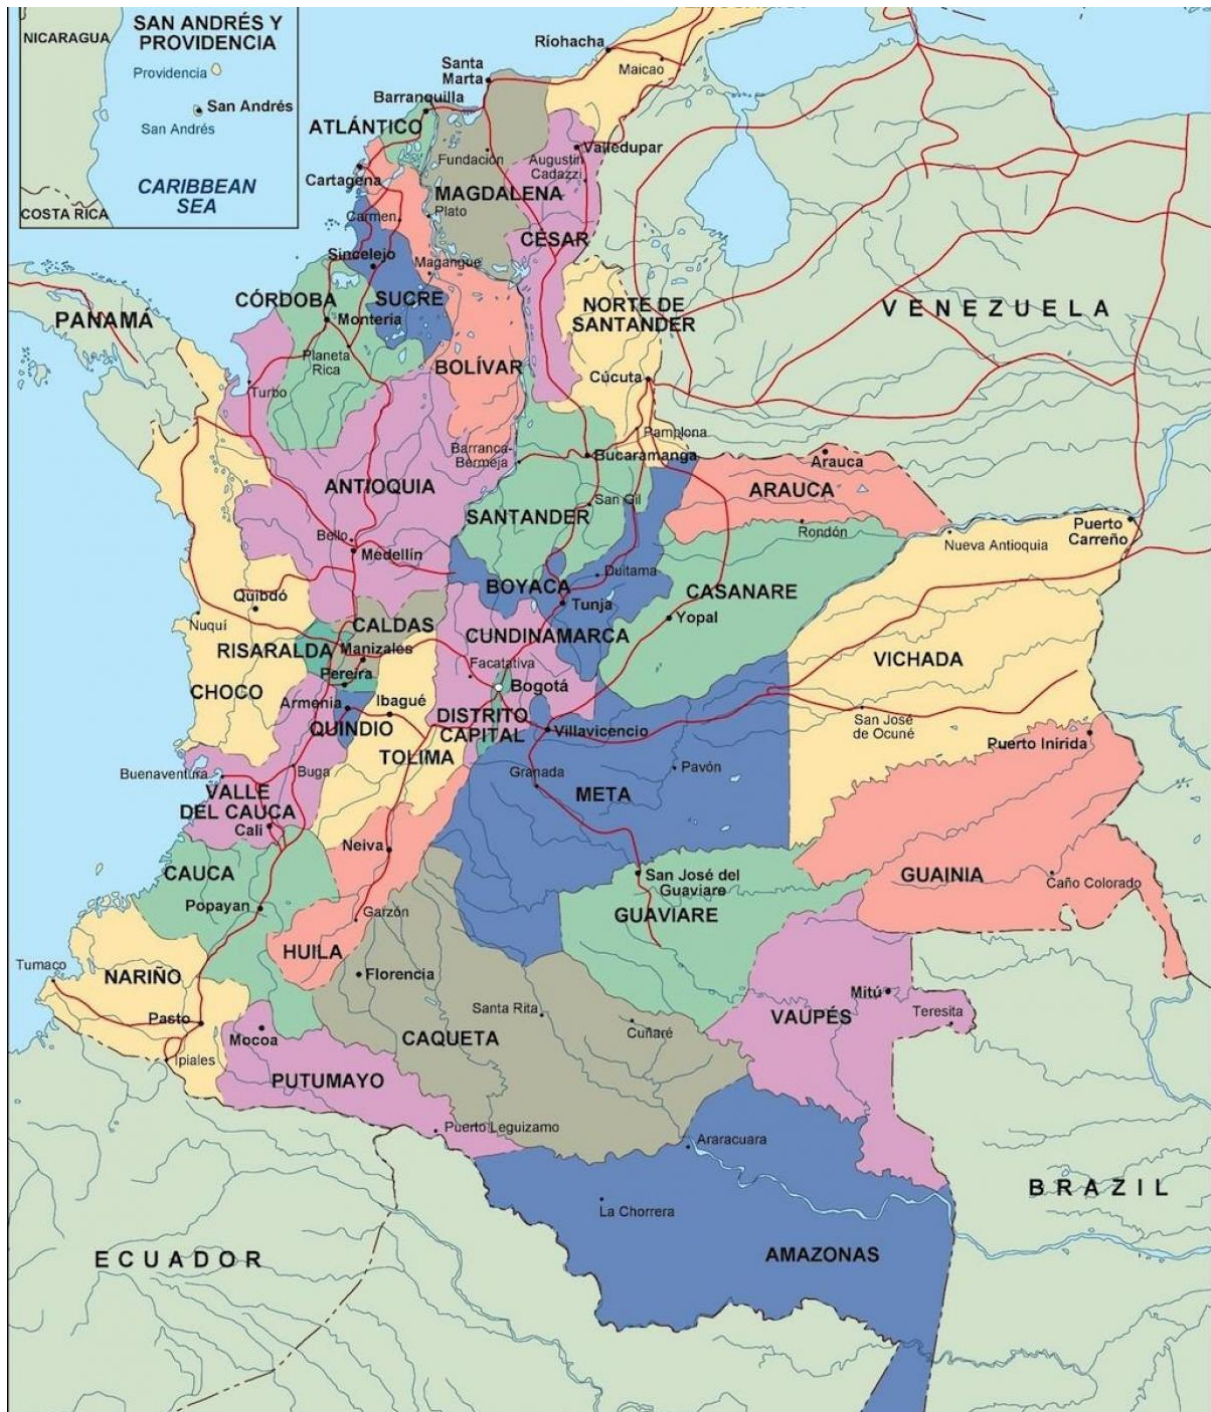 SAN ANDRÉS Y
PROVIDENCIA
NICARAGUA
Providencia
San Andrés
San Andrés
CARIBBEAN
SEA
COSTA RICA
Ríohacha
Maicao
Santa
Marta
Barranquilla
ATLÁNTICO
Fundación
Augustin
Cadazzi
Valledupar
Cartagena
MAGDALENA
Carmen
Plato
CESAR
Sincelejo
Magangue
CÓRDOBA
SUCRE
NORTE DE
SANTANDER
VENEZUELA
PANAMÁ
Monteria
Planeta
Rica
BOLÍVAR
Turbo
Cúcuta
Pamplona
Barranca-
Bermeja
Bucaramanga
Arauca
ARAUCA
ANTIOQUIA
San Gil
SANTANDER
Rondón
Nueva Antioquia
Puerto
Carreño
Bello
Medellín
BOYACA
Duitama
CASANARE
Quibdó
Tunja
Yopal
Nuquí
CALDAS
CUNDINAMARCA
RISARALDA
Manizales
Facatativa
VICHADA
CHOCO
Pereira
Bogotá
Armenia
Ibagué
QUINDIO
DISTRITO
CAPITAL
Villavicencio
San José
de Ocuné
Puerto Inirida
TOLIMA
Buenaventura
Buga
Granada
Pavón
VALLE
DEL CAUCA
META
Cali
Neiva
CAUCA
San José del
Guaviare
GUAINIA
Caño Colorado
Popayan
Garzón
GUAVIARE
HUILA
Tumaco
NARIÑO
Florencia
Mitú
Santa Rita
VAUPÉS
Teresita
Pasto
Mocoa
CAQUETA
Cuñaré
Ipiales
PUTUMAYO
Puerto Leguizamo
Araracuara
BRAZIL
La Chorrera
ECUADOR
AMAZONAS